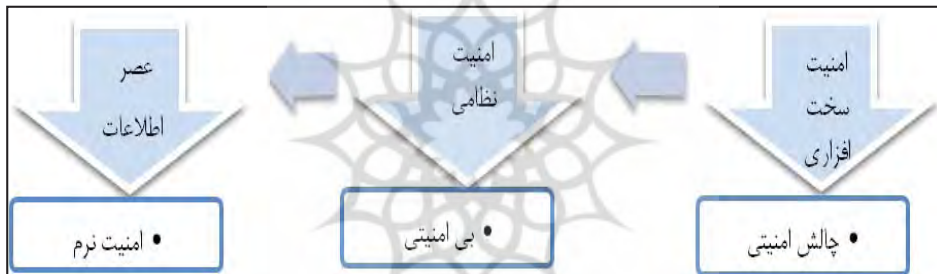 امنیت
سخت
افزاری
• چالش امنیتی
امنیت
نظامی
• بی امنیتی
عصر
اطلاعات
• امنیت نرم